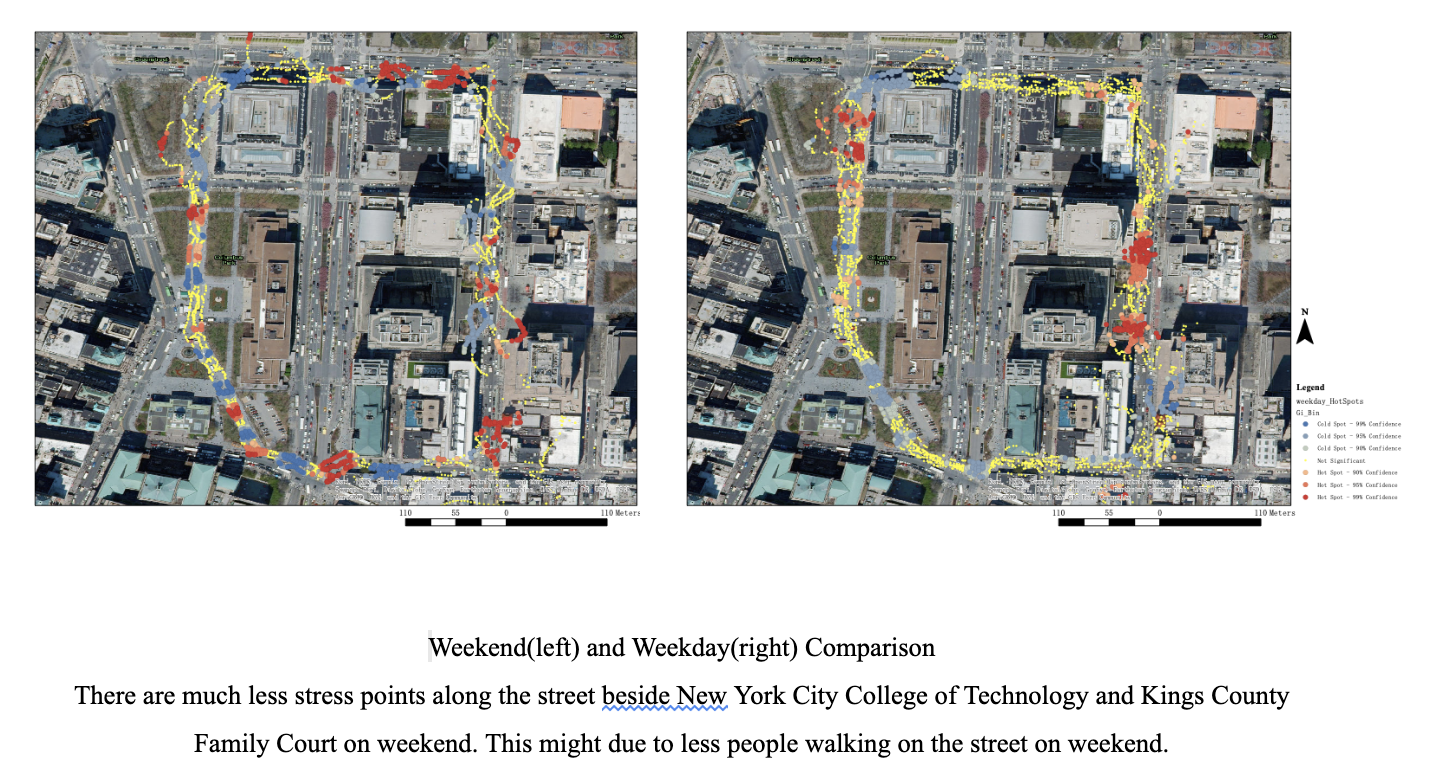 Columbus
Park
Columbus
Park
N
110 55 0 110 Meters
110 55 0 110 Meters
Legend
weekday_HotSpots
Gi_Bin
Cold Spot - 99% Confidence
Cold Spot - 95% Confidence
Cold Spot - 90% Confidence
Not Significant
Hot Spot - 90% Confidence
Hot Spot - 95% Confidence
Hot Spot - 99% Confidence
Weekend(left) and Weekday(right) Comparison
There are much less stress points along the street beside New York City College of Technology and Kings County
Family Court on weekend. This might due to less people walking on the street on weekend.